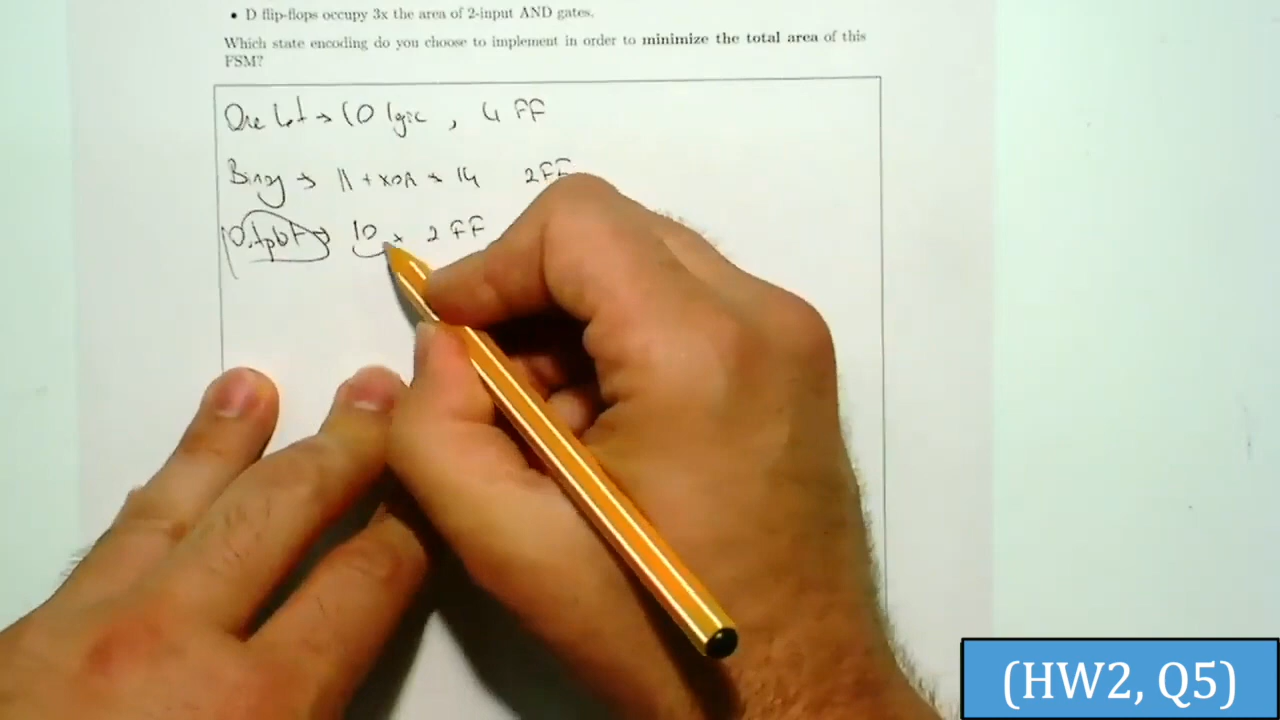 • D flip-flops occupy 3x the area of 2-input AND gates.
Which state encoding do you choose to implement in order to minimize the total area of this
FSM?
One hot → 10 logic, 4 FF
Binary → 11 + XOR → 14 2FF
Output → 10 2 FF
(HW2, Q5)